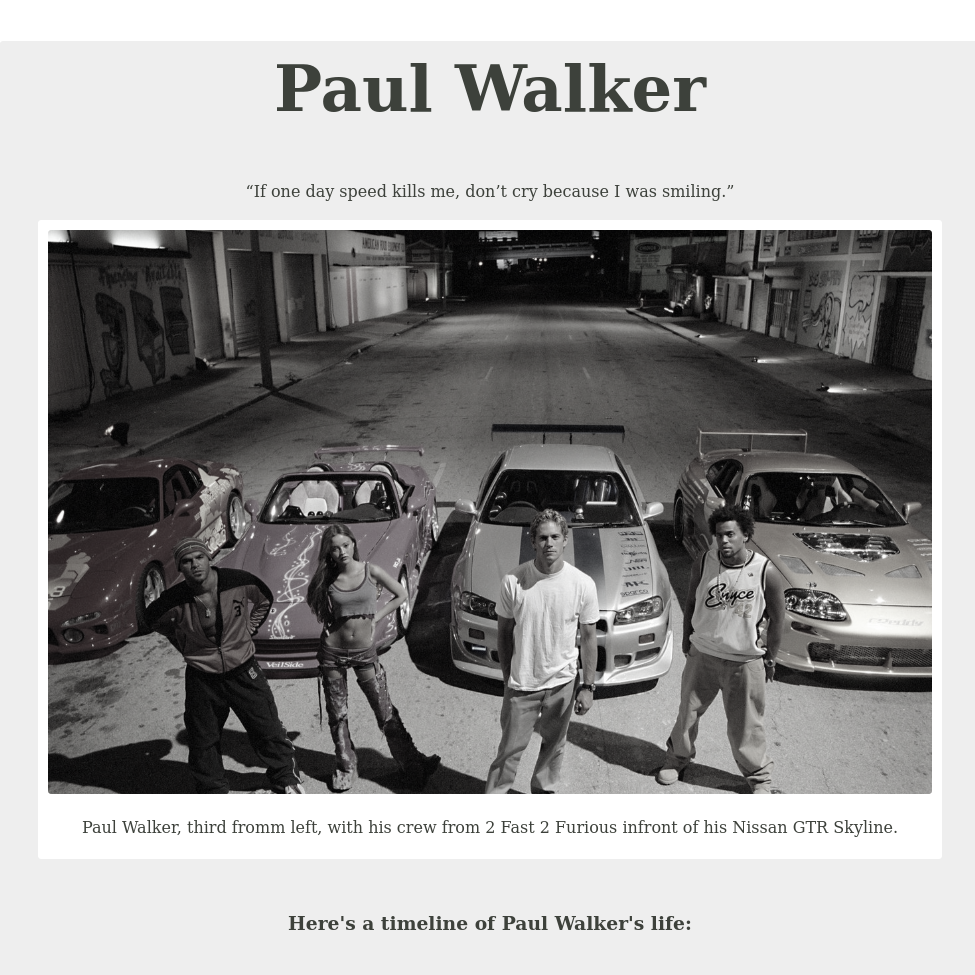 Paul Walker
“If one day speed kills me, don’t cry because I was smiling.”
VeilSide
Enyce
Paul Walker, third fromm left, with his crew from 2 Fast 2 Furious infront of his Nissan GTR Skyline.
Here's a timeline of Paul Walker's life: